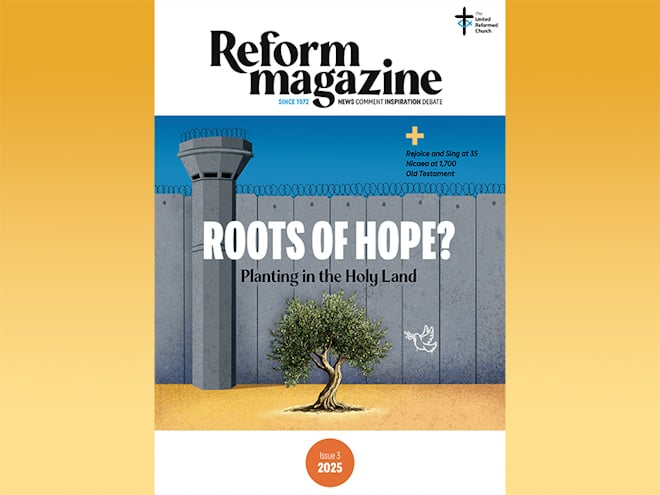 The
United
Reformed
Church
Reform
magazine
SINCE 1972 NEWS COMMENT INSPIRATION DEBATE
Rejoice and Sing at 35
Nicaea at 1,700
Old Testament
ROOTS OF HOPE?
Planting in the Holy Land
Issue 3
2025